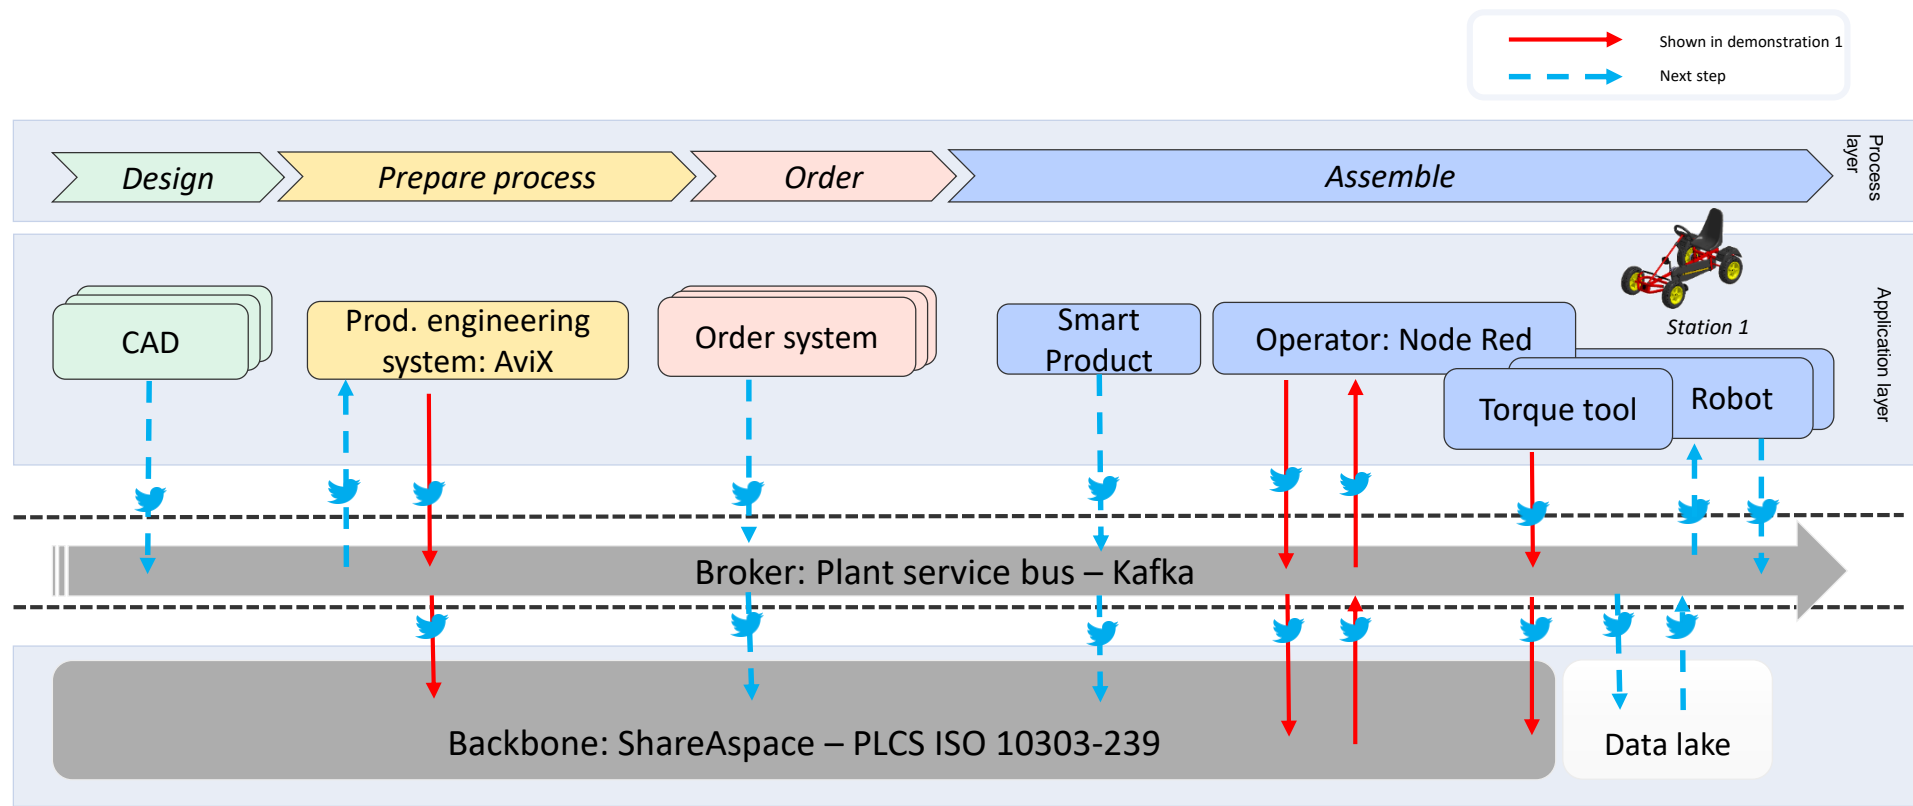 Shown in demonstration 1
Next step
Design
Prepare process
Order
Assemble
Process
layer
CAD
Prod. engineering
system: AviX
Order system
Smart
Product
Operator: Node Red
Station 1
Torque tool
Robot
Application layer
Broker: Plant service bus – Kafka
Backbone: ShareAspace – PLCS ISO 10303-239
Data lake